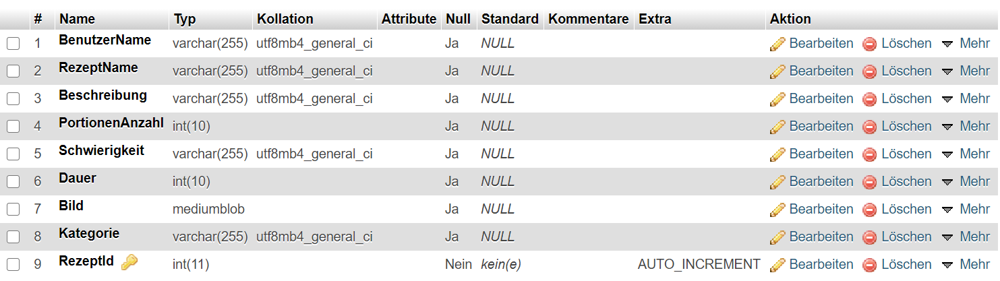 # Name Typ Kollation Attribute Null Standard Kommentare Extra Aktion
1 BenutzerName varchar(255) utf8mb4_general_ci Ja NULL Bearbeiten Löschen Mehr
2 RezeptName varchar(255) utf8mb4_general_ci Ja NULL Bearbeiten Löschen Mehr
3 Beschreibung varchar(255) utf8mb4_general_ci Ja NULL Bearbeiten Löschen Mehr
4 PortionenAnzahl int(10) Ja NULL Bearbeiten Löschen Mehr
5 Schwierigkeit varchar(255) utf8mb4_general_ci Ja NULL Bearbeiten Löschen Mehr
6 Dauer int(10) Ja NULL Bearbeiten Löschen Mehr
7 Bild mediumblob Ja NULL Bearbeiten Löschen Mehr
8 Kategorie varchar(255) utf8mb4_general_ci Ja NULL Bearbeiten Löschen Mehr
9 RezeptId int(11) Nein kein(e) AUTO_INCREMENT Bearbeiten Löschen Mehr